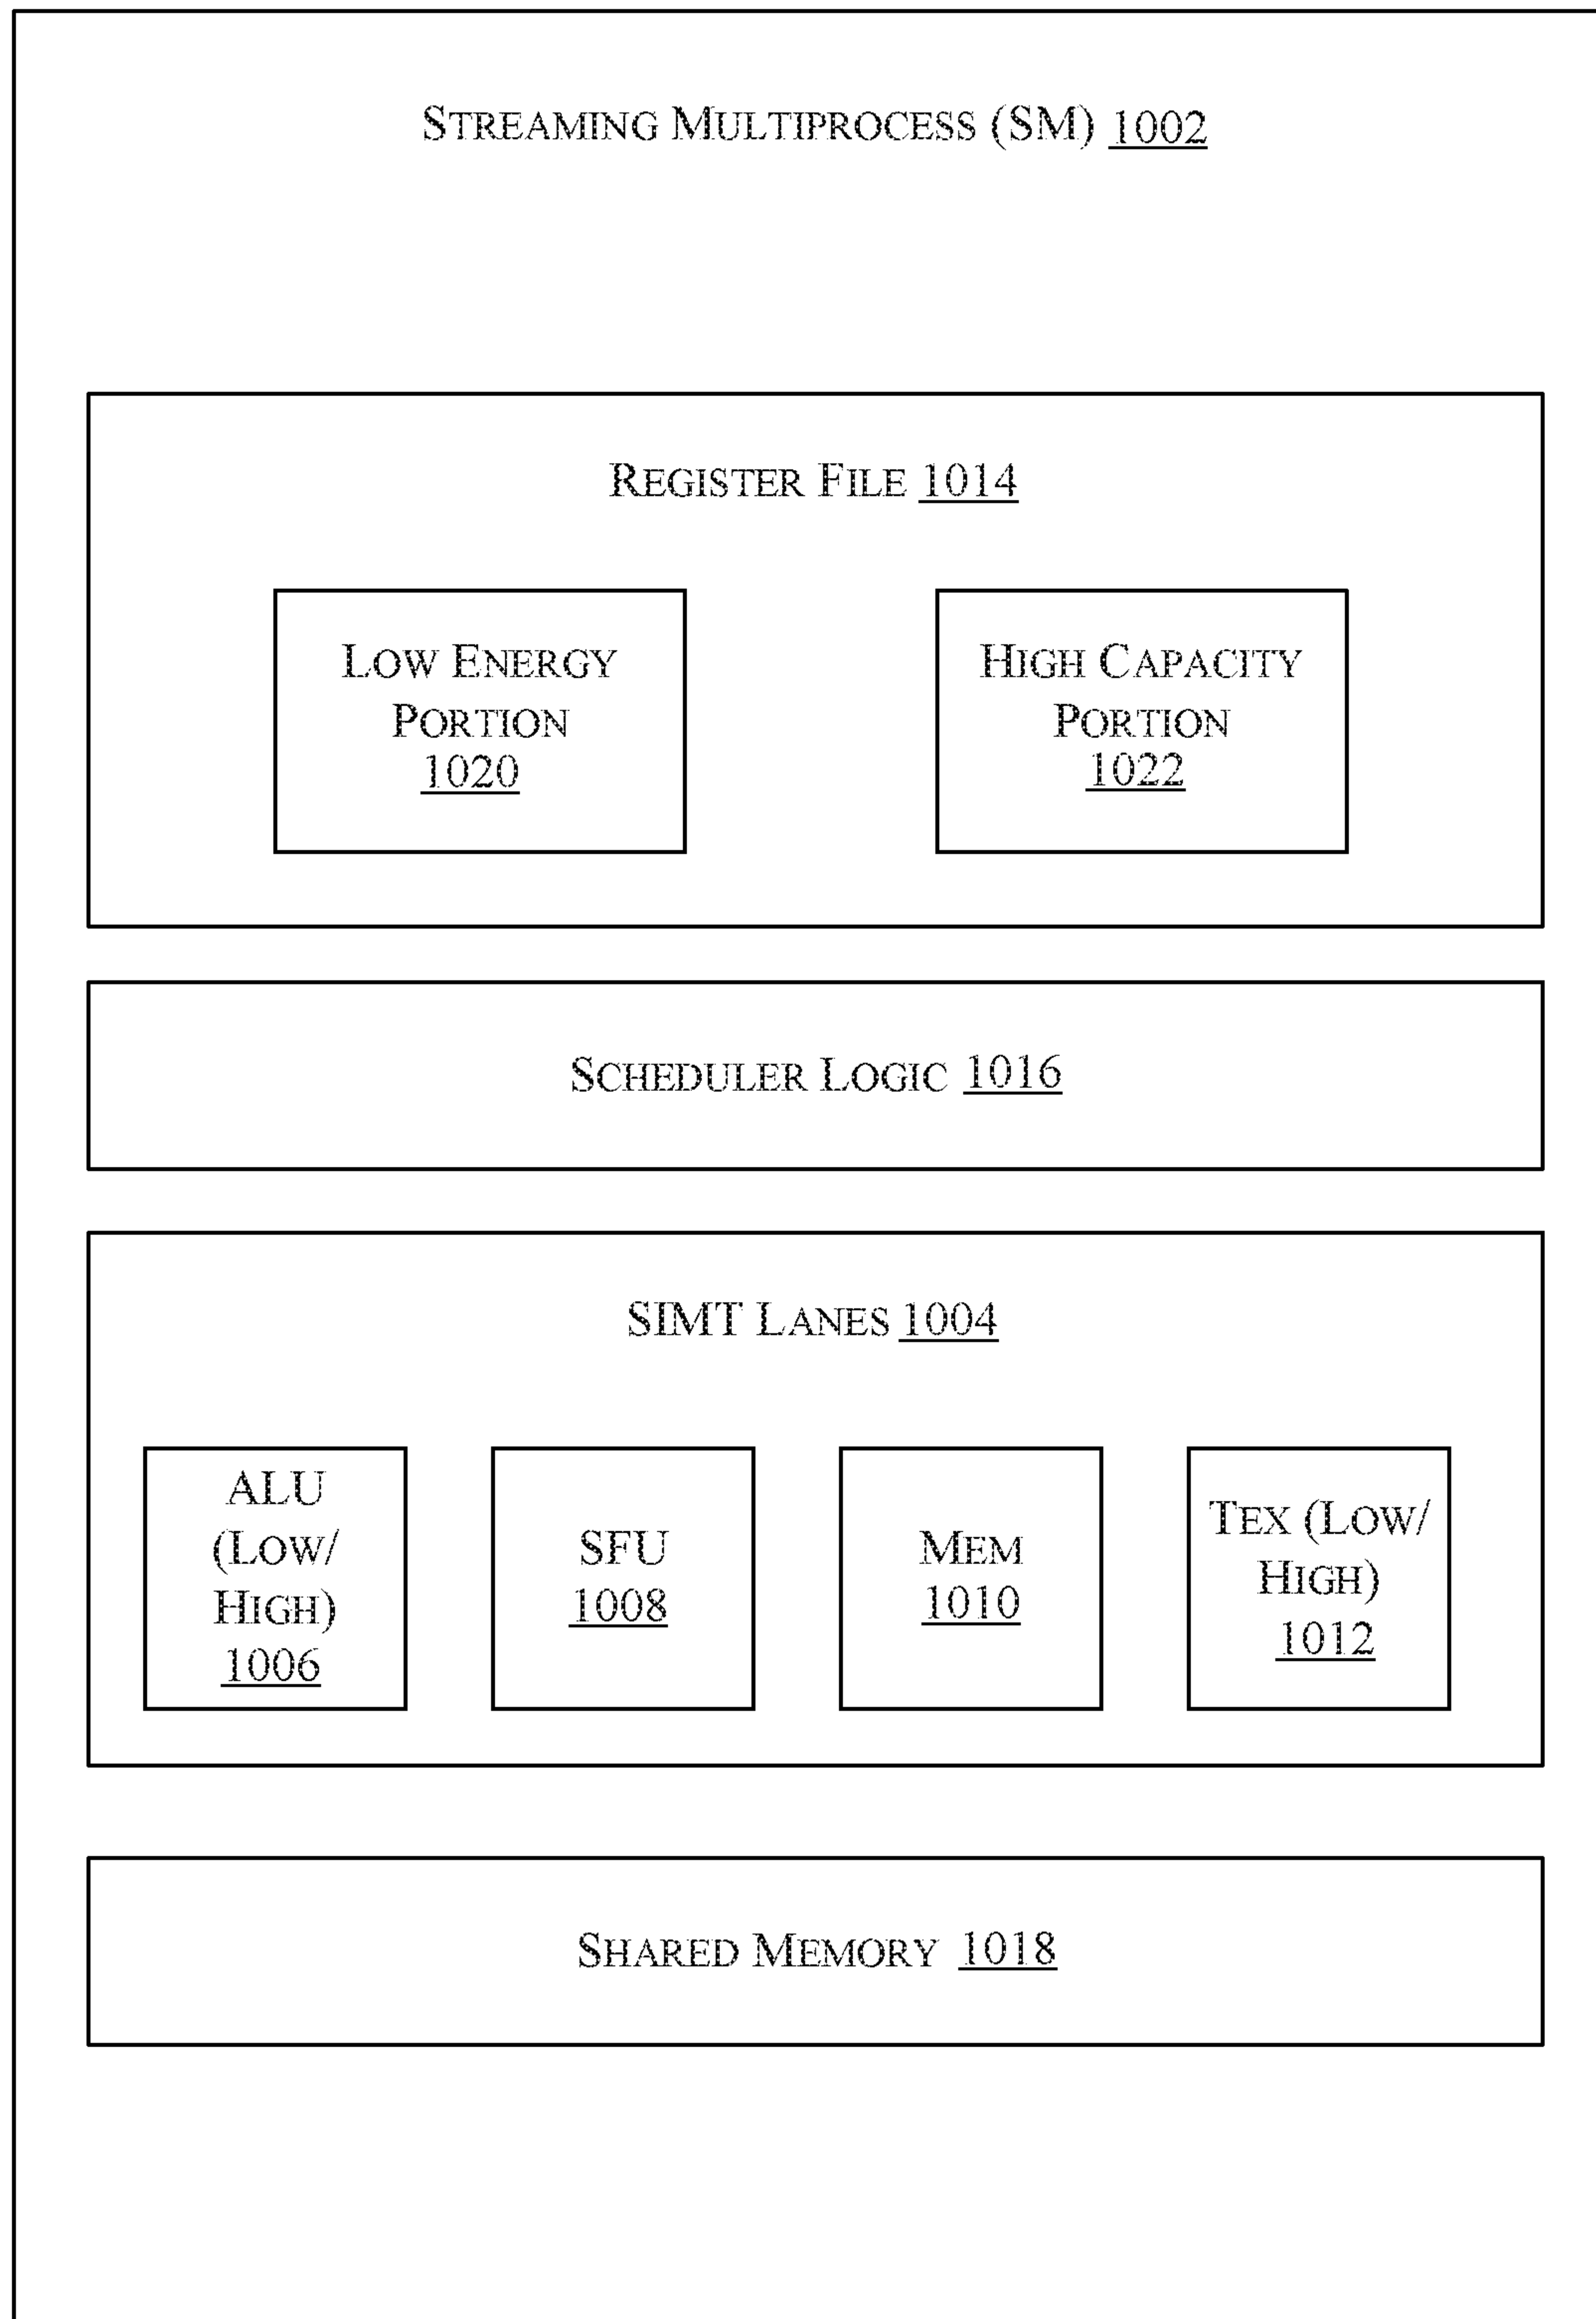 STREAMING MULTIPROCESS (SM) 1002
REGISTER FILE 1014
LOW ENERGY
PORTION
1020
HIGH CAPACITY
PORTION
1022
SCHEDULER LOGIC 1016
SIMT LANES 1004
ALU
(LOW/
HIGH)
1006
SFU
1008
MEM
1010
TEX (LOW/
HIGH)
1012
SHARED MEMORY 1018